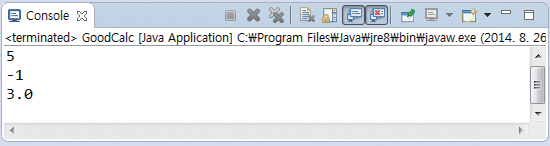 Console
<terminated> GoodCalc [Java Application] C:₩Program Files₩Java₩jre8₩bin₩javaw.exe (2014. 8. 26
5
-1
3.0